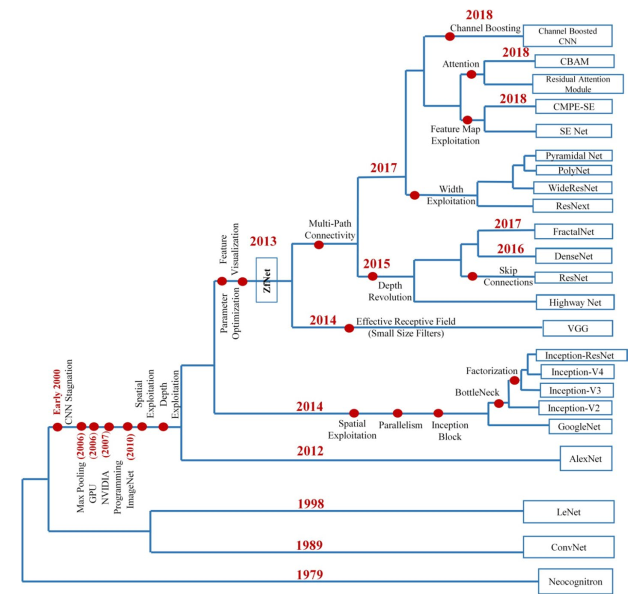 2018
Channel Boosting
Channel Boosted
CNN
2018
CBAM
Attention
Residual Attention
Module
2018
CMPE-SE
Feature Map
Exploitation
SE Net
2017
Pyramidal Net
PolyNet
Width
Exploitation
WideResNet
ResNext
Multi-Path
Connectivity
2017
FractalNet
2016
DenseNet
2015
Depth
Revolution
Skip
Connections
ResNet
Highway Net
Feature
Visualization
2013
ZfNet
Parameter
Optimization
2014
Effective Receptive Field
(Small Size Filters)
VGG
Inception-ResNet
Factorization
Inception-V4
BottleNeck
Inception-V3
Inception-V2
2014
Spatial
Exploitation
Parallelism
Inception
Block
GoogleNet
Early 2000
CNN Stagnation
Spatial
Exploitation
Depth
Exploitation
Max Pooling (2006)
GPU (2006)
NVIDIA (2007)
Programming
ImageNet (2010)
2012
AlexNet
1998
LeNet
1989
ConvNet
1979
Neocognitron